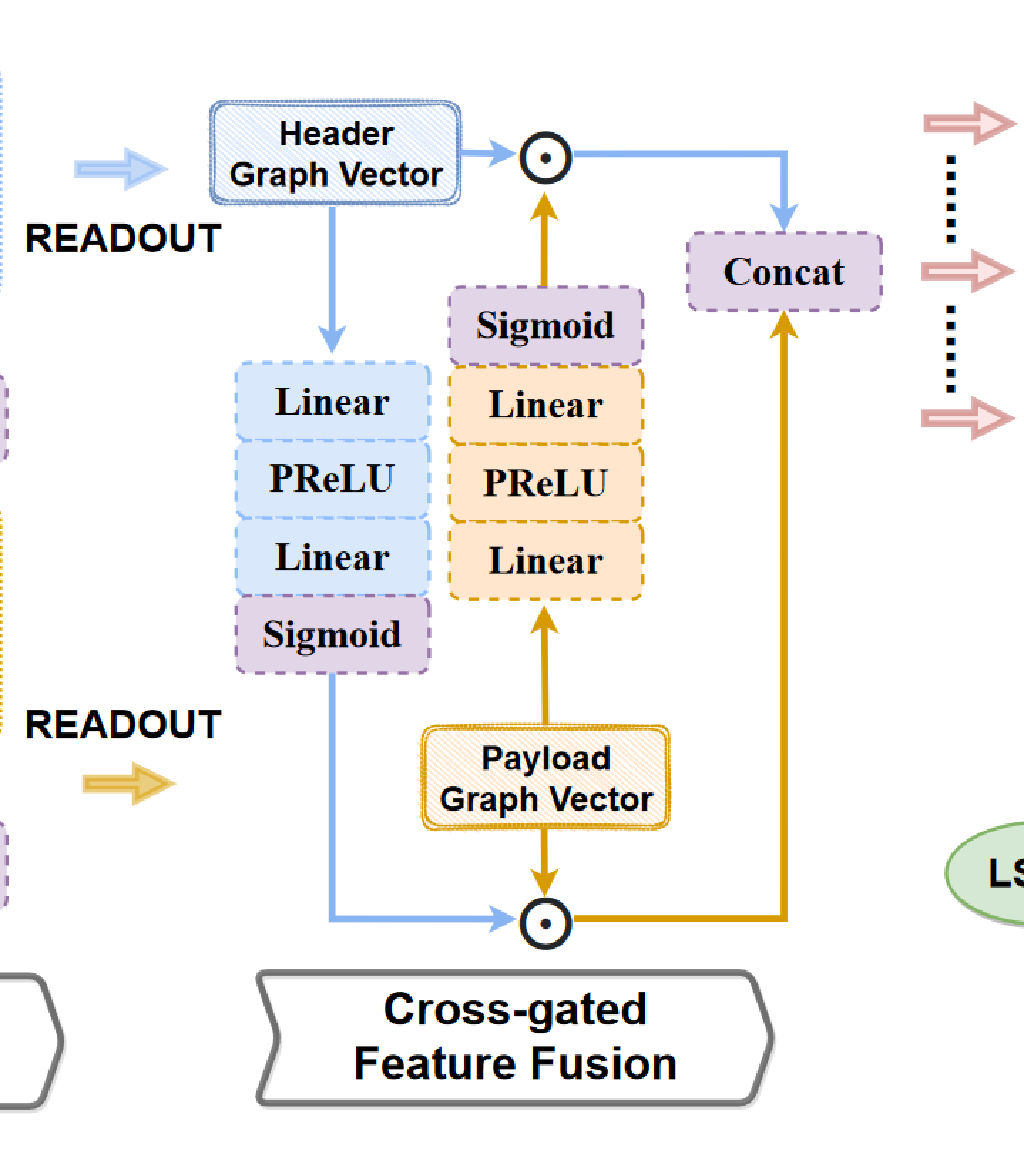 READOUT
Header
Graph Vector
Concat
Sigmoid
Linear
PReLU
Linear
Linear
PReLU
Linear
Sigmoid
READOUT
Payload
Graph Vector
LS
Cross-gated
Feature Fusion